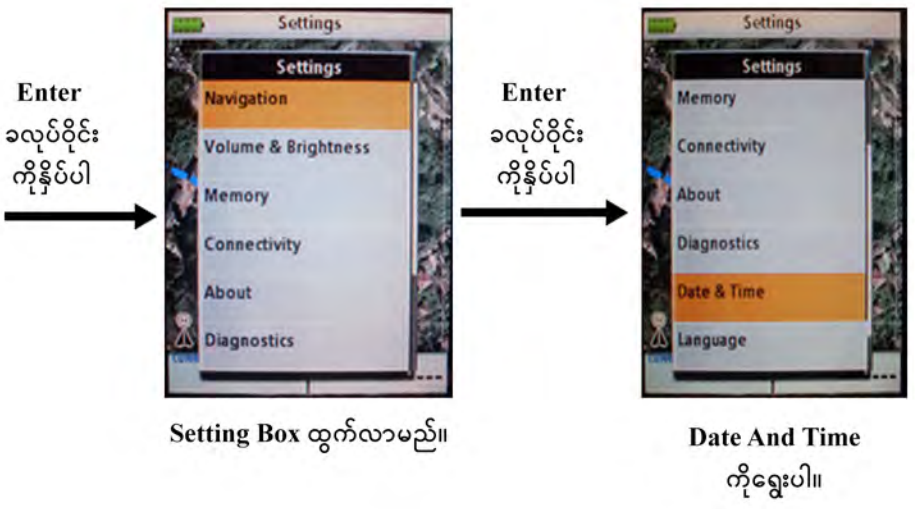 Enter
ခလုပ်ဝိုင်း
ကိုနှိပ်ပါ
Settings
Settings
Navigation
Volume & Brightness
Memory
Connectivity
About
Diagnostics
Setting Box ထွက်လာမည်။
Enter
ခလုပ်ဝိုင်း
ကိုနှိပ်ပါ
Settings
Settings
Memory
Connectivity
About
Diagnostics
Date & Time
Language
---
Date And Time
ကိုရွေးပါ။